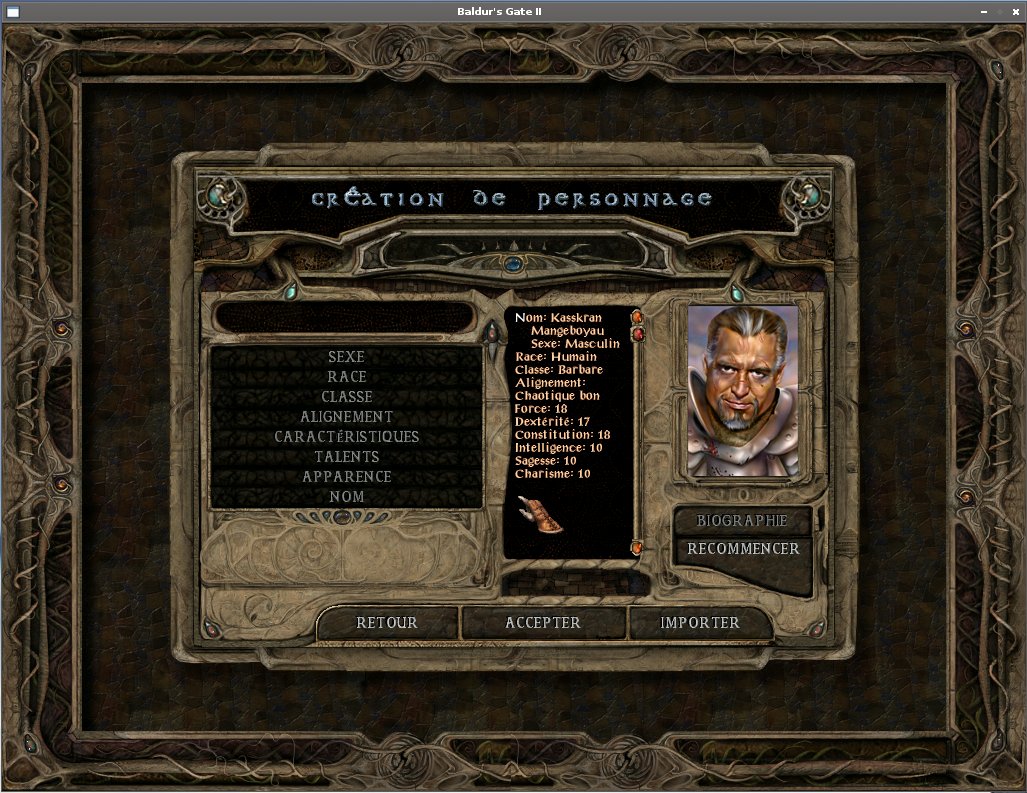 Baldur's Gate II
CRÉATION DE PERSONNAGE
SEXE
RACE
CLASSE
ALIGNEMENT
CARACTÉRISTIQUES
TALENTS
APPARENCE
NOM
Nom: Kasskran
Mangeboyau
Sexe: Masculin
Race: Humain
Classe: Barbare
Alignement:
Chaotique bon
Force: 18
Dextérité: 17
Constitution: 18
Intelligence: 10
Sagesse: 10
Charisme: 10
BIOGRAPHIE
RECOMMENCER
RETOUR
ACCEPTER
IMPORTER